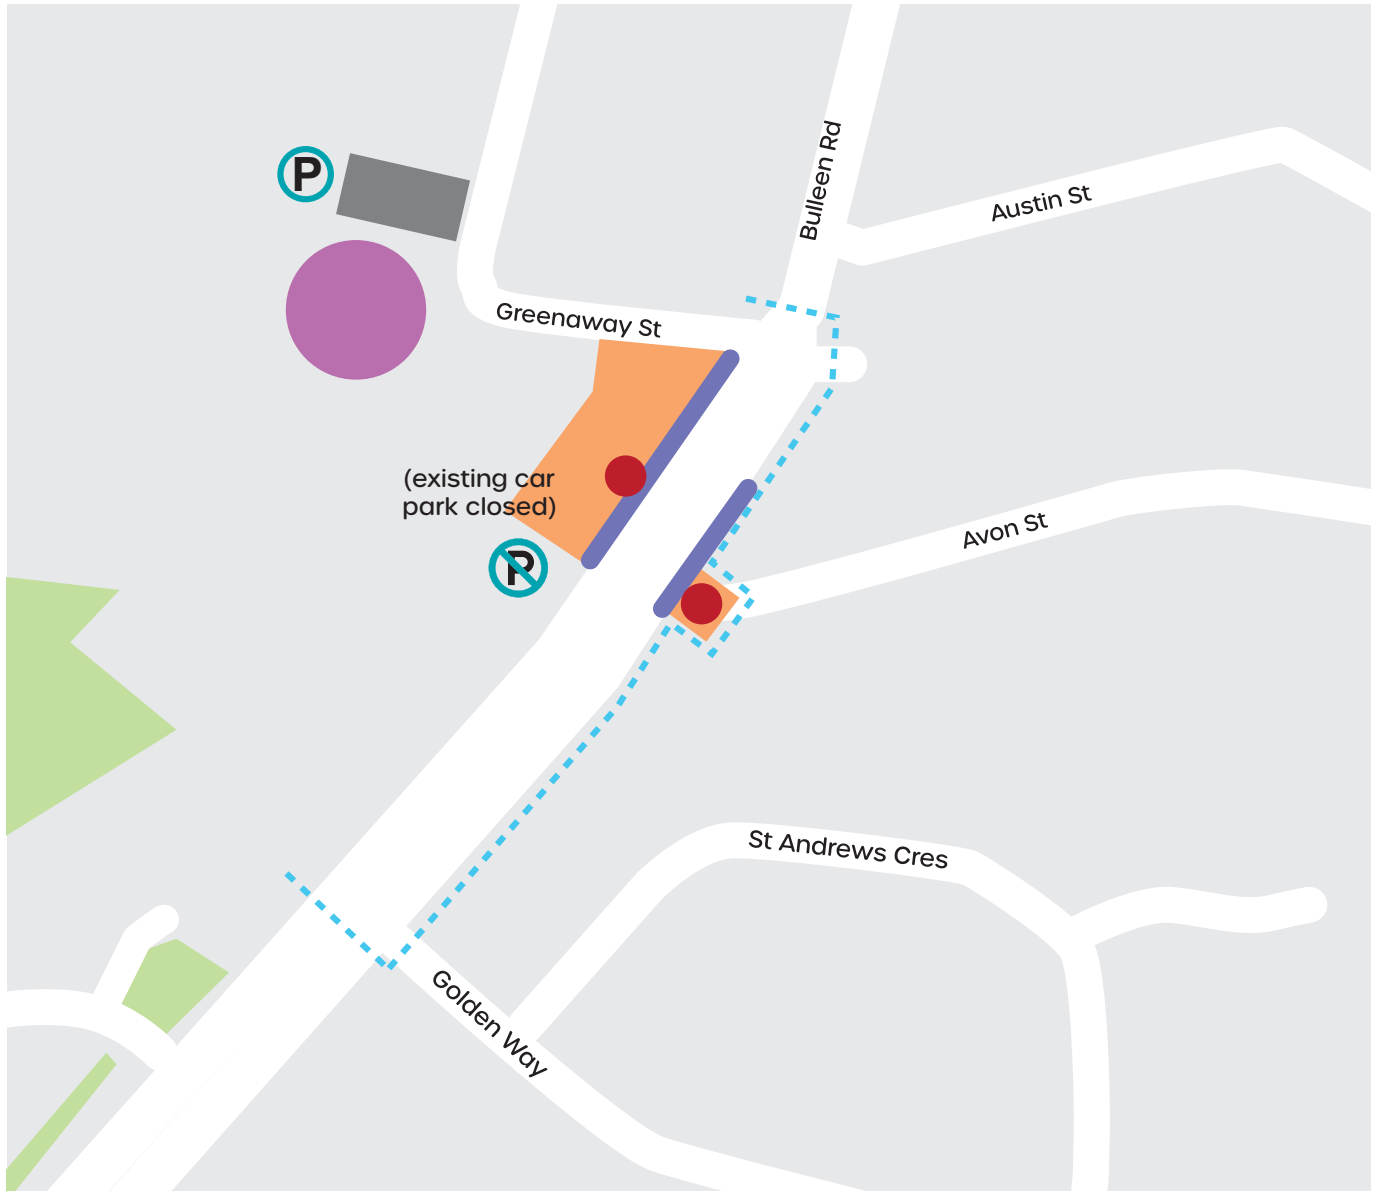 Bulleen Rd
P
Austin St
Greenaway St
(existing car
park closed)
Avon St
P
St Andrews Cres
Golden Way